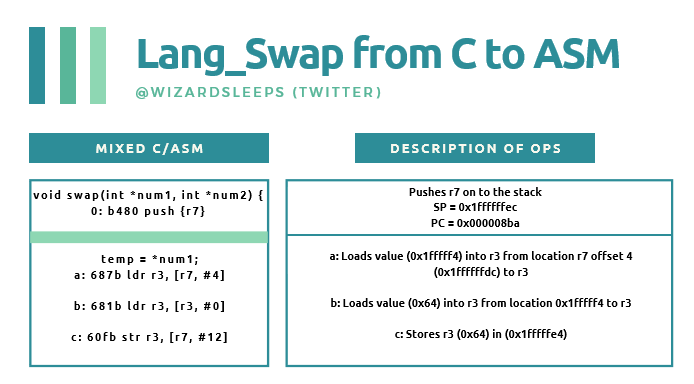 Lang_Swap from C to ASM
@WIZARDSLEEPS (TWITTER)
MIXED C/ASM
void swap(int *num1, int *num2) {
0: b480 push {r7}
temp = *num1;
a: 687b ldr r3, [r7, #4]
b: 681b ldr r3, [r3, #0]
c: 60fb str r3, [r7, #12]
DESCRIPTION OF OPS
Pushes r7 on to the stack
SP = 0x1ffffffec
PC = 0x000008ba
a: Loads value (0x1fffff4) into r3 from location r7 offset 4
(0x1ffffffdc) to r3
b: Loads value (0x64) into r3 from location 0x1fffff4 to r3
c: Stores r3 (0x64) in (0x1fffffe4)